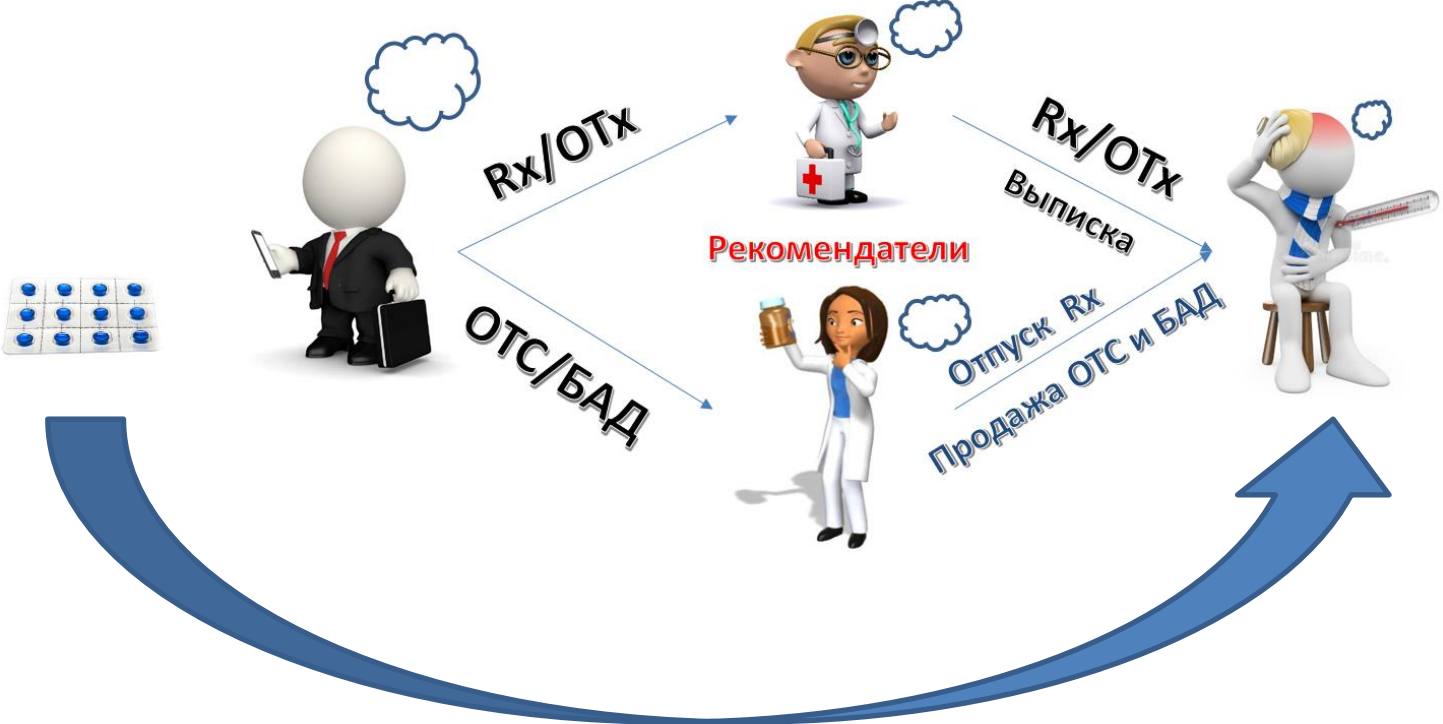 Rx/OTx
Rx/OTx
Выписка
Рекомендатели
ОТС/БАД
Отпуск Rx
Продажа ОТС и БАД